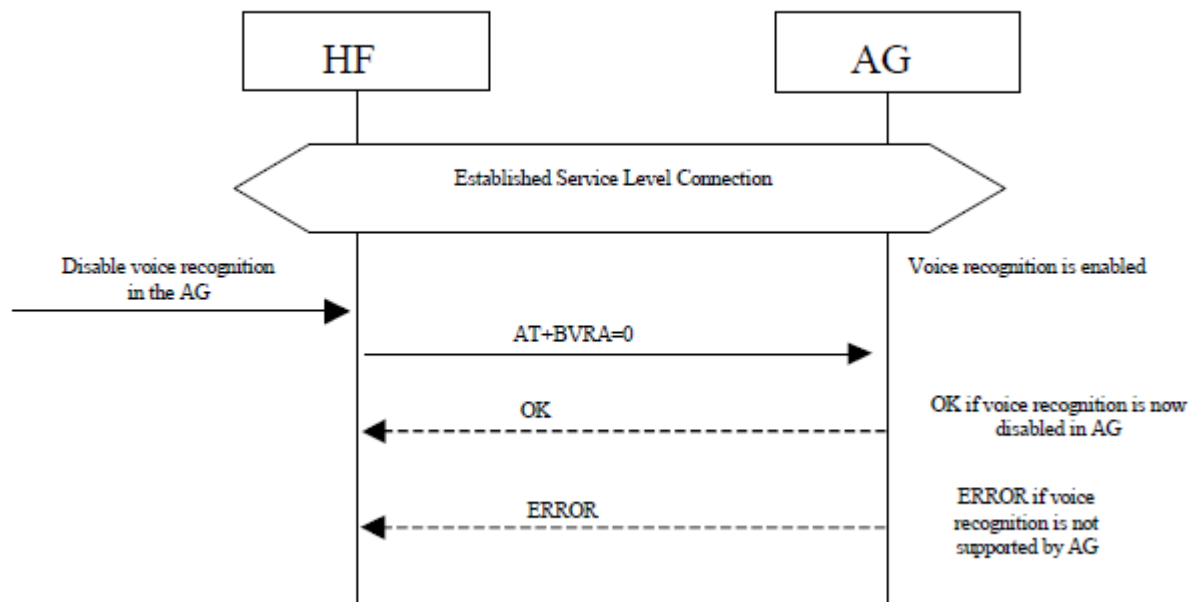 HF
AG
Established Service Level Connection
Disable voice recognition
in the AG
Voice recognition is enabled
AT+BVRA=0
OK
OK if voice recognition is now
disabled in AG
ERROR
ERROR if voice
recognition is not
supported by AG